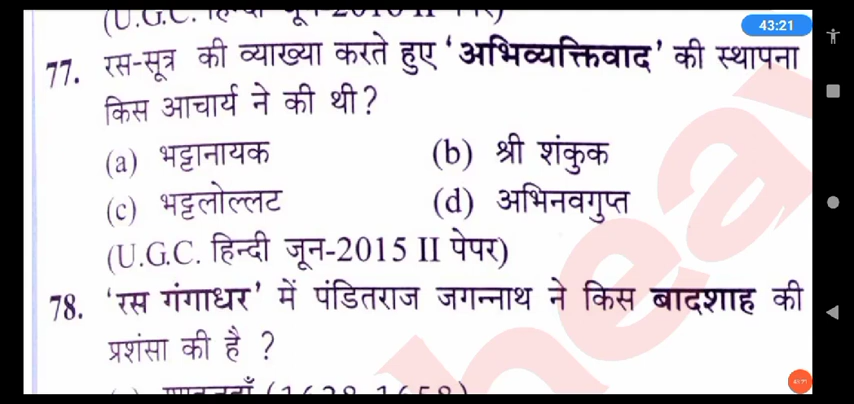 43:21
77. रस-सूत्र की व्याख्या करते हुए ‘अभिव्यक्तिवाद’ की स्थापना
किस आचार्य ने की थी?
(a) भट्टानायक (b) श्री शंकुक
(c) भट्टलोल्लट (d) अभिनवगुप्त
(U.G.C. हिन्दी जून-2015 II पेपर)
78. ‘रस गंगाधर’ में पंडितराज जगन्नाथ ने किस बादशाह की
प्रशंसा की है ?